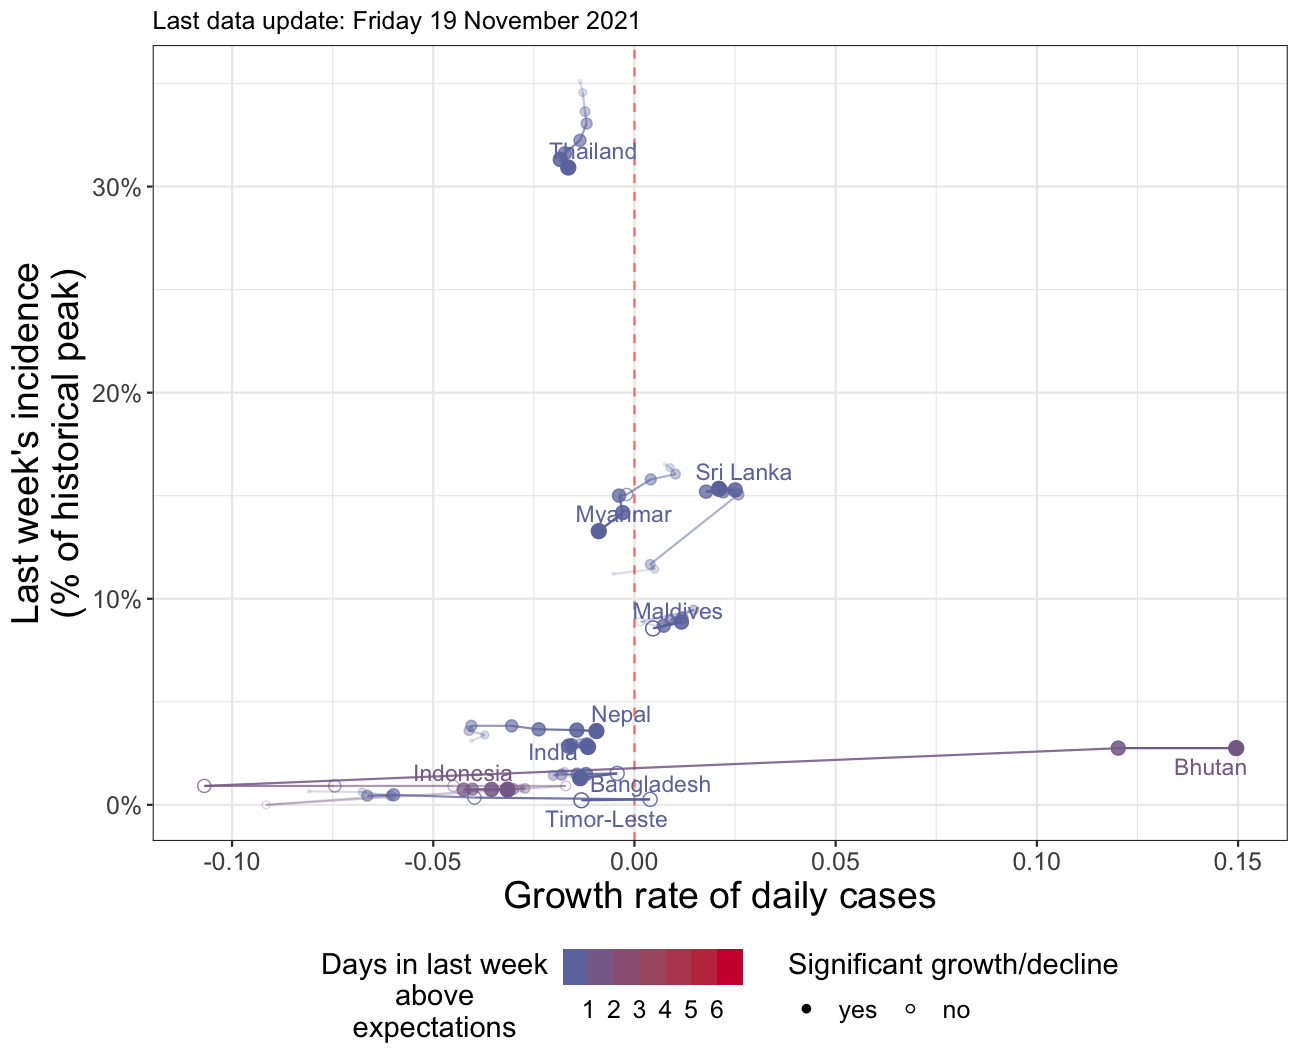 Last data update: Friday 19 November 2021
Last week's incidence
(% of historical peak)
30%
20%
10%
0%
Thailand
Sri Lanka
Myanmar
Maldives
Nepal
India
Indonesia
Bhutan
Bangladesh
Timor-Leste
-0.10 -0.05 0.00 0.05 0.10 0.15
Growth rate of daily cases
Days in last week
above
expectations
1 2 3 4 5 6
Significant growth/decline
yes no